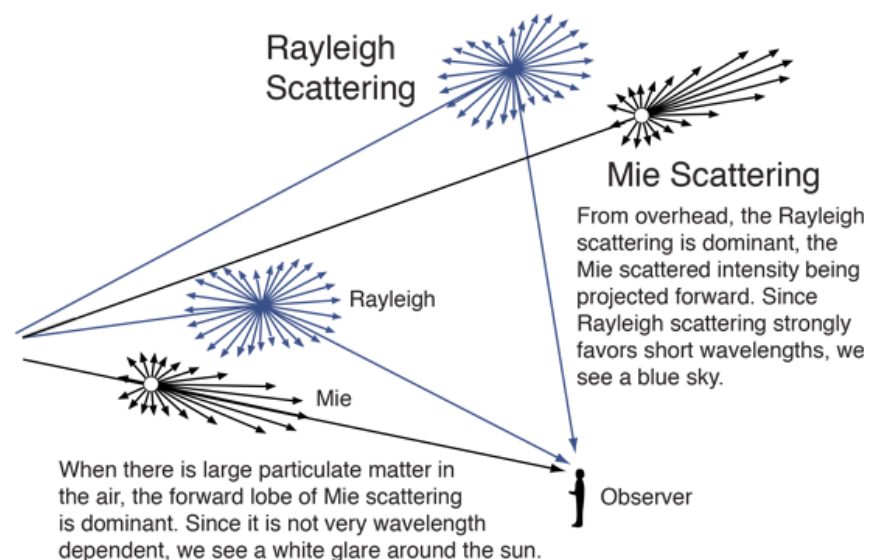 Rayleigh
Scattering
Mie Scattering
From overhead, the Rayleigh
scattering is dominant, the
Mie scattered intensity being
projected forward. Since
Rayleigh scattering strongly
favors short wavelengths, we
see a blue sky.
Rayleigh
Mie
When there is large particulate matter in
the air, the forward lobe of Mie scattering
is dominant. Since it is not very wavelength
dependent, we see a white glare around the sun.
Observer